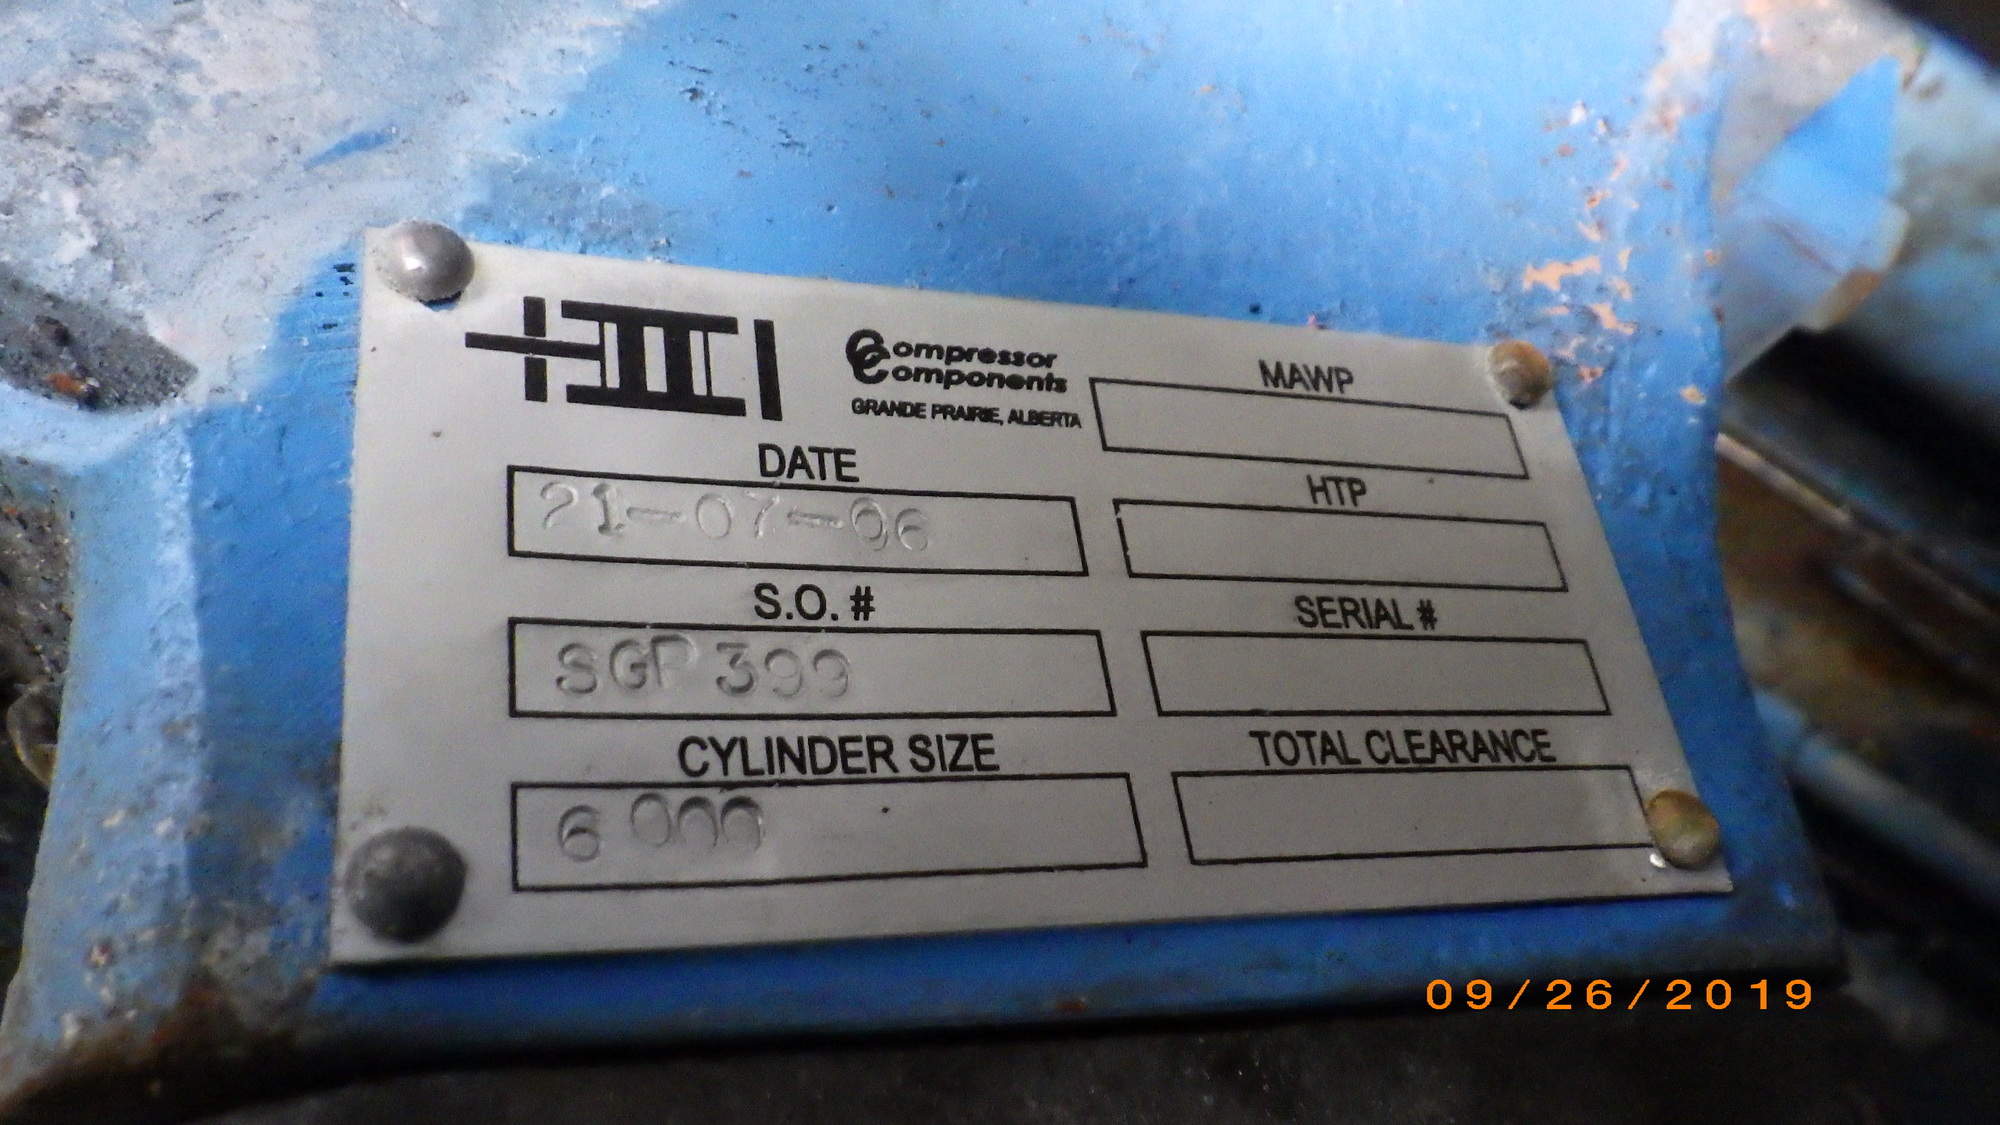 Compressor
Components
GRANDE PRAIRIE, ALBERTA
MAWP
DATE
21-07-06
HTP
S.O. #
SGP 399
SERIAL #
CYLINDER SIZE
6 000
TOTAL CLEARANCE
09/26/2019